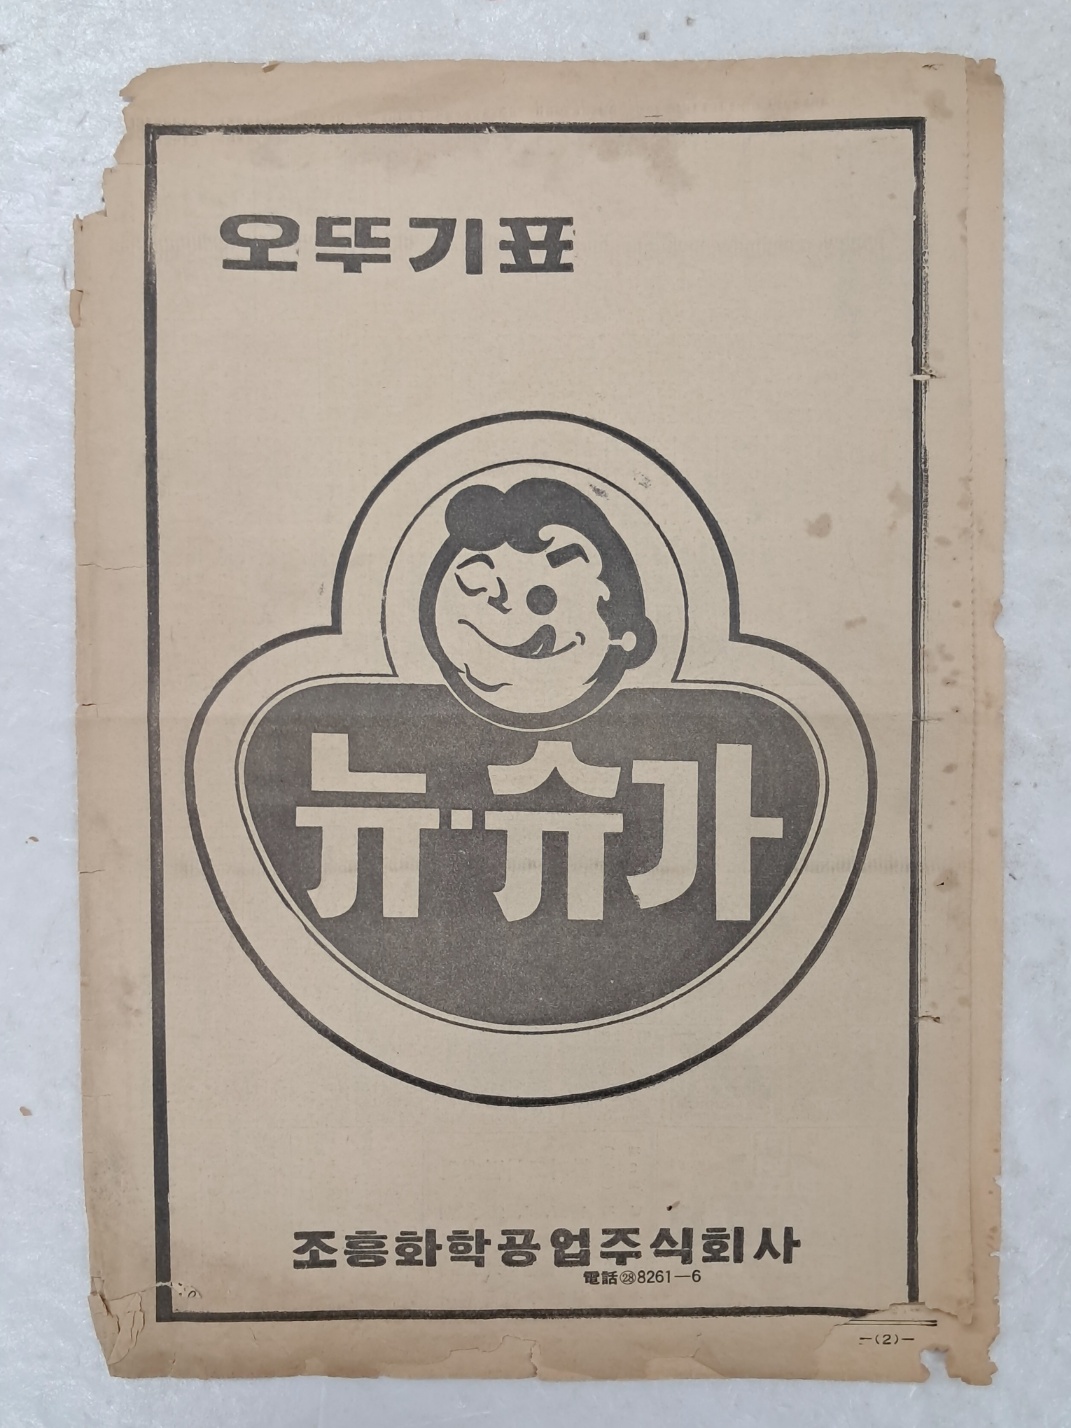 오뚜기표
뉴·슈가
조흥화학공업주식회사
電話㉘8261—6
—(2)—